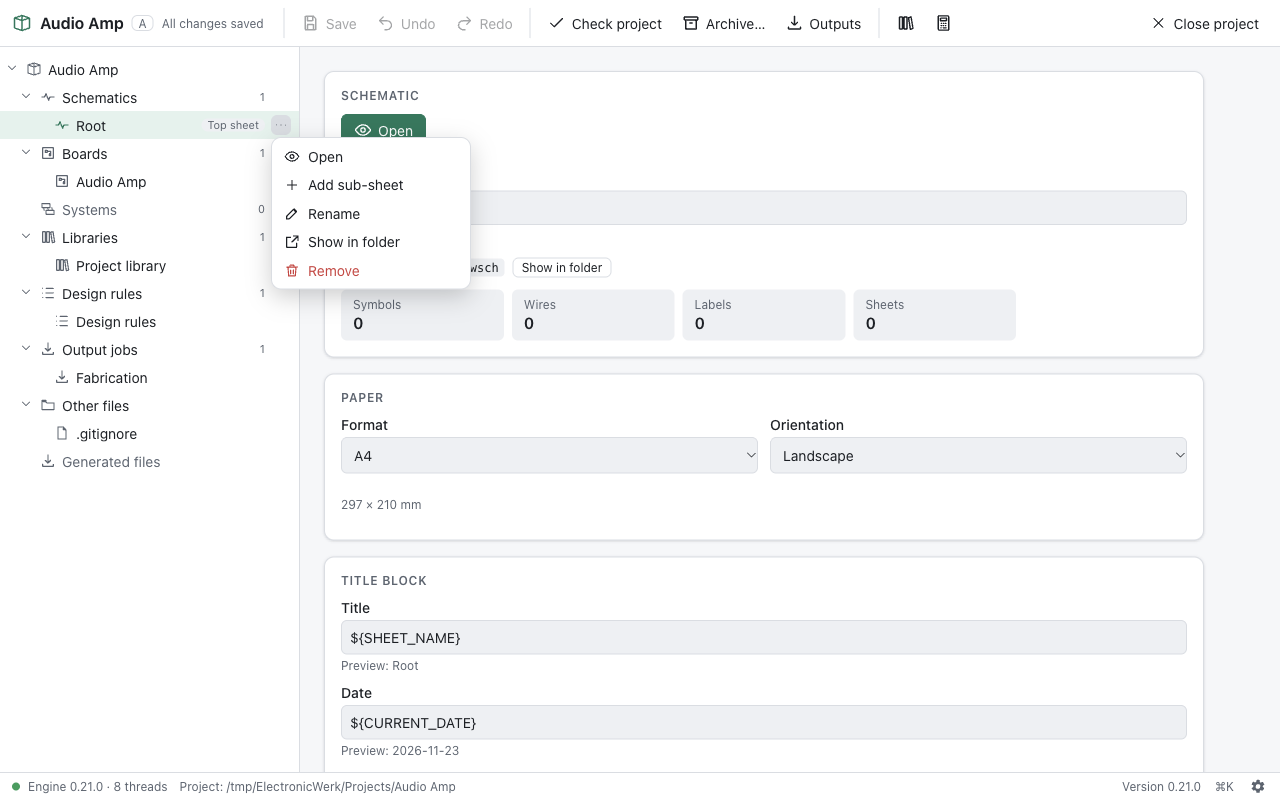 Audio Amp A All changes saved Save Undo Redo Check project Archive... Outputs Close project
Audio Amp
Schematics 1
Root Top sheet ...
Boards 1
Audio Amp
Systems 0
Libraries 1
Project library
Design rules 1
Design rules
Output jobs 1
Fabrication
Other files
.gitignore
Generated files
Open
Add sub-sheet
Rename
Show in folder
Remove
SCHEMATIC
Open
wsch Show in folder
Symbols Wires Labels Sheets
0 0 0 0
PAPER
Format Orientation
A4 Landscape
297 × 210 mm
TITLE BLOCK
Title
${SHEET_NAME}
Preview: Root
Date
${CURRENT_DATE}
Preview: 2026-11-23
Engine 0.21.0 · 8 threads Project: /tmp/ElectronicWerk/Projects/Audio Amp Version 0.21.0 ⌘K